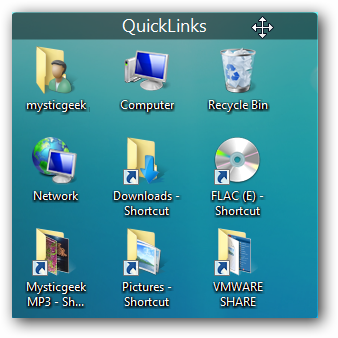 QuickLinks
mysticgeek
Computer
Recycle Bin
Network
Downloads -
Shortcut
FLAC (E) -
Shortcut
Mysticgeek
MP3 - Sh...
Pictures -
Shortcut
VMWARE
SHARE